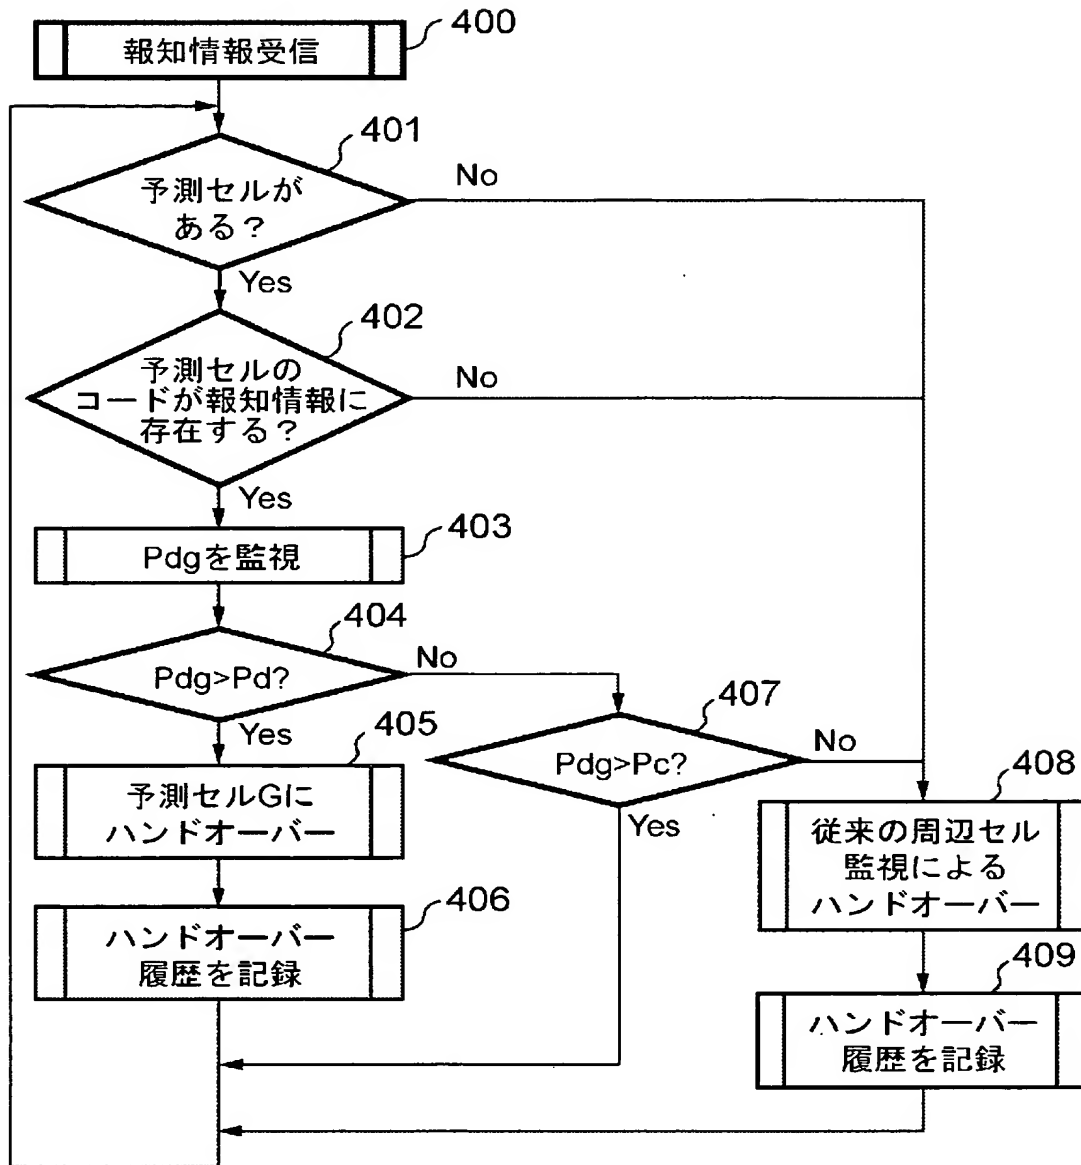 400
報知情報受信
401
予測セルが
ある？
No
Yes
402
予測セルの
コードが報知情報に
存在する？
No
Yes
403
Pdgを監視
404
Pdg>Pd?
No
Yes
405
予測セルGに
ハンドオーバー
406
ハンドオーバー
履歴を記録
407
Pdg>Pc?
No
Yes
408
従来の周辺セル
監視による
ハンドオーバー
409
ハンドオーバー
履歴を記録